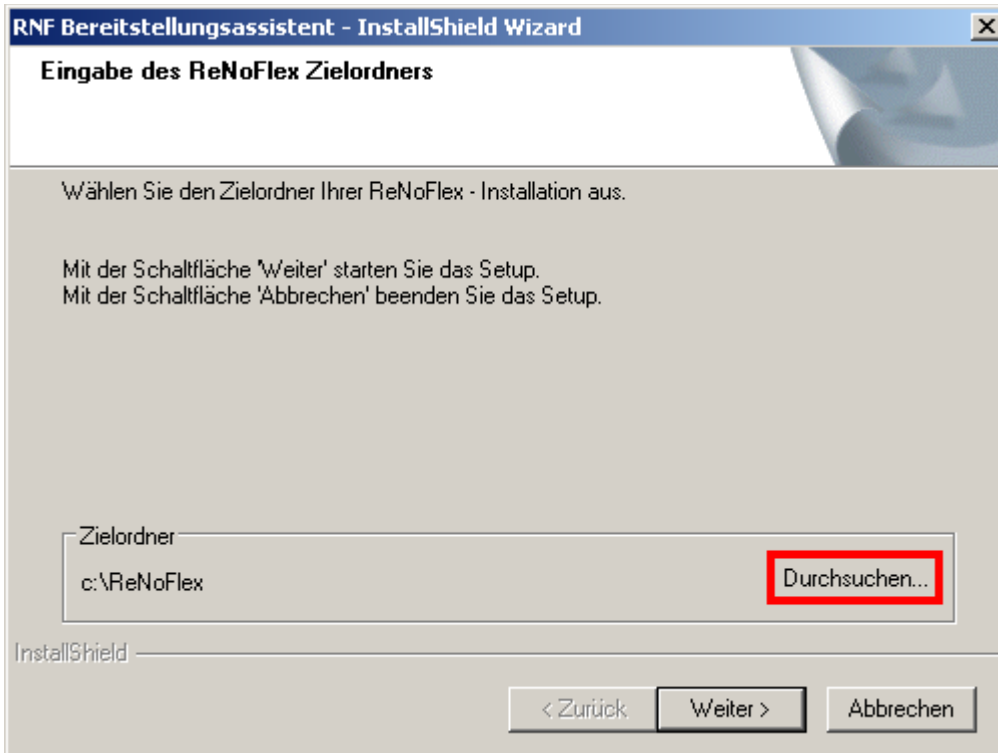 RNF Bereitstellungsassistent - InstallShield Wizard
Eingabe des ReNoFlex Zielordners
Wählen Sie den Zielordner Ihrer ReNoFlex - Installation aus.
Mit der Schaltfläche 'Weiter' starten Sie das Setup.
Mit der Schaltfläche 'Abbrechen' beenden Sie das Setup.
Zielordner
c:\ReNoFlex
Durchsuchen...
InstallShield
< Zurück
Weiter >
Abbrechen